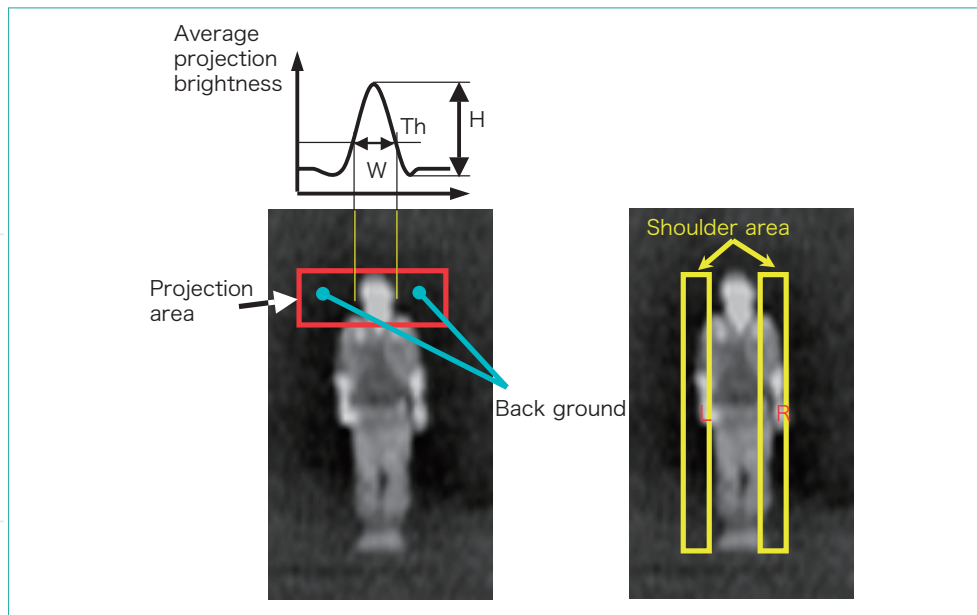 Average
projection
brightness
H
Th
W
Projection
area
Back ground
Shoulder area
L
R